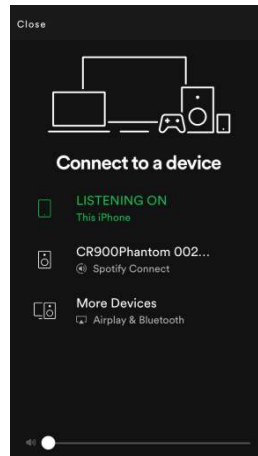 Close
Connect to a device
LISTENING ON
This iPhone
CR900Phantom 002...
Spotify Connect
More Devices
Airplay & Bluetooth